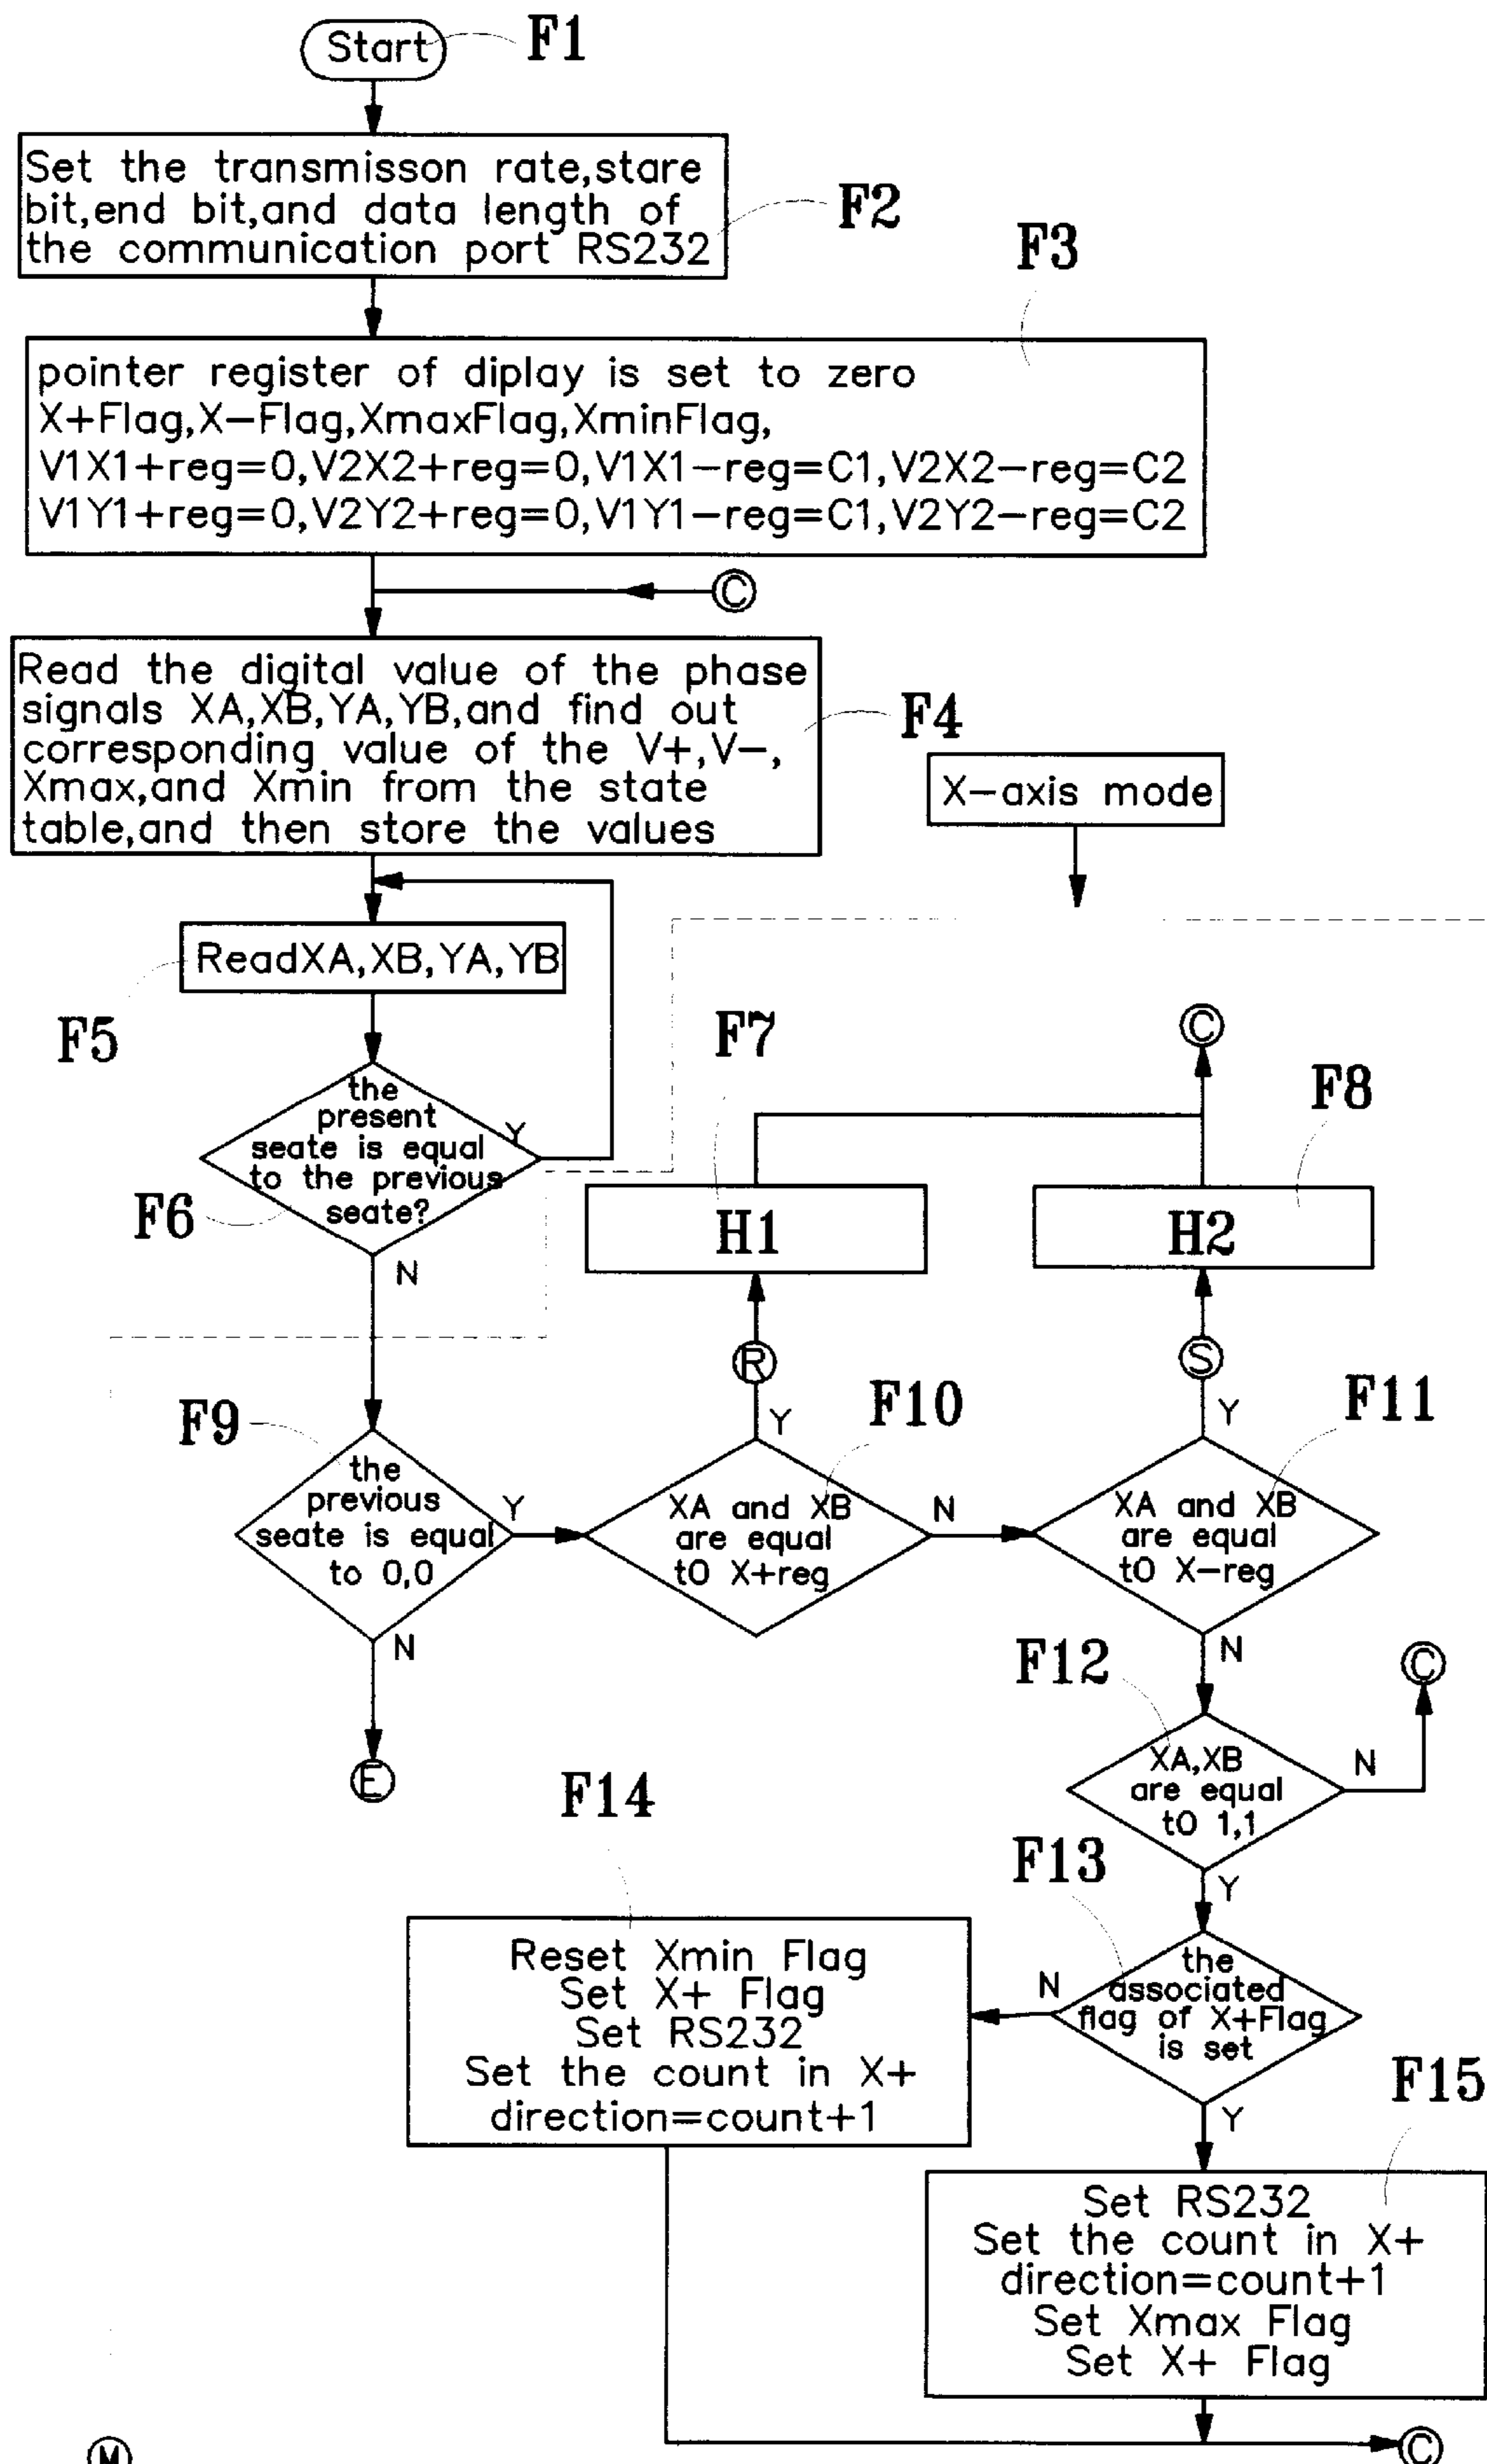 Start
F1
Set the transmisson rate,stare
bit,end bit,and data length of
the communication port RS232
F2
F3
pointer register of diplay is set to zero
X+Flag,X−Flag,XmaxFlag,XminFlag,
V1X1+reg=0,V2X2+reg=0,V1X1−reg=C1,V2X2−reg=C2
V1Y1+reg=0,V2Y2+reg=0,V1Y1−reg=C1,V2Y2−reg=C2
C
Read the digital value of the phase
signals XA,XB,YA,YB,and find out
corresponding value of the V+,V−,
Xmax,and Xmin from the state
table,and then store the values
F4
X−axis mode
ReadXA,XB,YA,YB
F5
the
present
seate is equal
to the previous
seate?
Y
F6
N
F7
C
F8
H1
H2
R
S
Y
F10
Y
F11
F9
the
previous
seate is equal
to 0,0
Y
XA and XB
are equal
tO X+reg
N
XA and XB
are equal
tO X−reg
N
N
E
F12
C
XA,XB
are equal
tO 1,1
N
F14
F13
Y
the
associated
flag of X+Flag
is set
N
Reset Xmin Flag
Set X+ Flag
Set RS232
Set the count in X+
direction=count+1
F15
Y
Set RS232
Set the count in X+
direction=count+1
Set Xmax Flag
Set X+ Flag
C
M